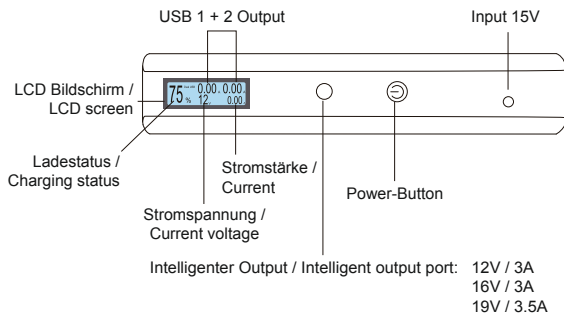 USB 1 + 2 Output
Input 15V
LCD Bildschirm /
LCD screen
75 % 0.00 0.00
12 0.00
Ladestatus /
Charging status
Stromstärke /
Current
Power-Button
Stromspannung /
Current voltage
Intelligenter Output / Intelligent output port: 12V / 3A
16V / 3A
19V / 3.5A